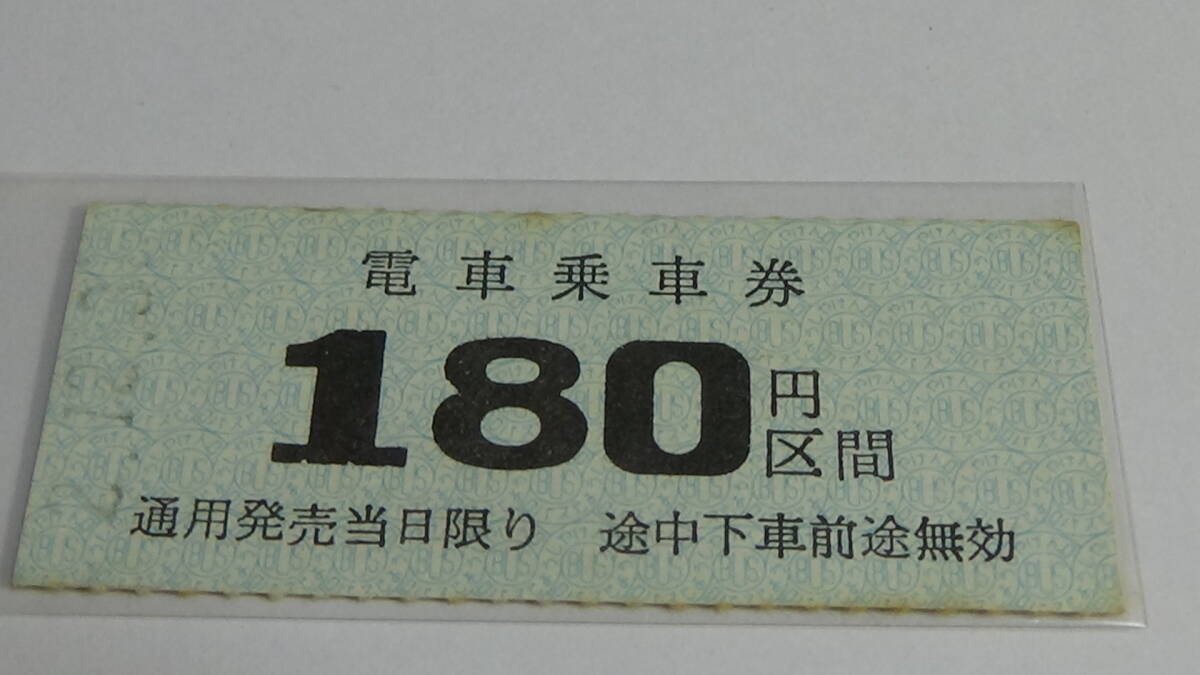 電車乗車券
180円区間
通用発売当日限り 途中下車前途無効